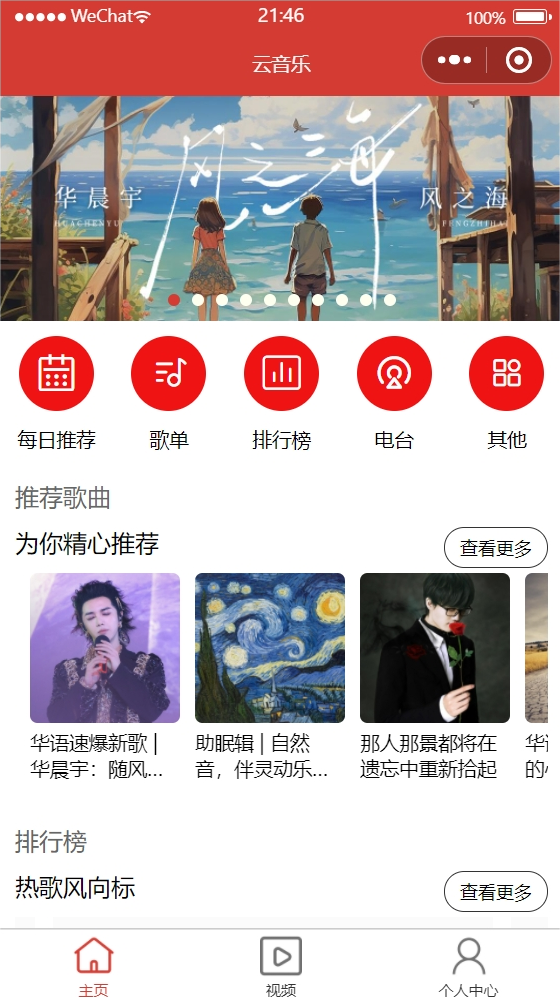 WeChat
21:46
100%
云音乐
风之海
华晨宇
HUACHENYU
风之海
FENGZHIHAI
每日推荐
歌单
排行榜
电台
其他
推荐歌曲
为你精心推荐
查看更多
华语速爆新歌 |
华晨宇：随风...
助眠辑 | 自然
音，伴灵动乐...
那人那景都将在
遗忘中重新拾起
华语
排行榜
热歌风向标
查看更多
主页
视频
个人中心